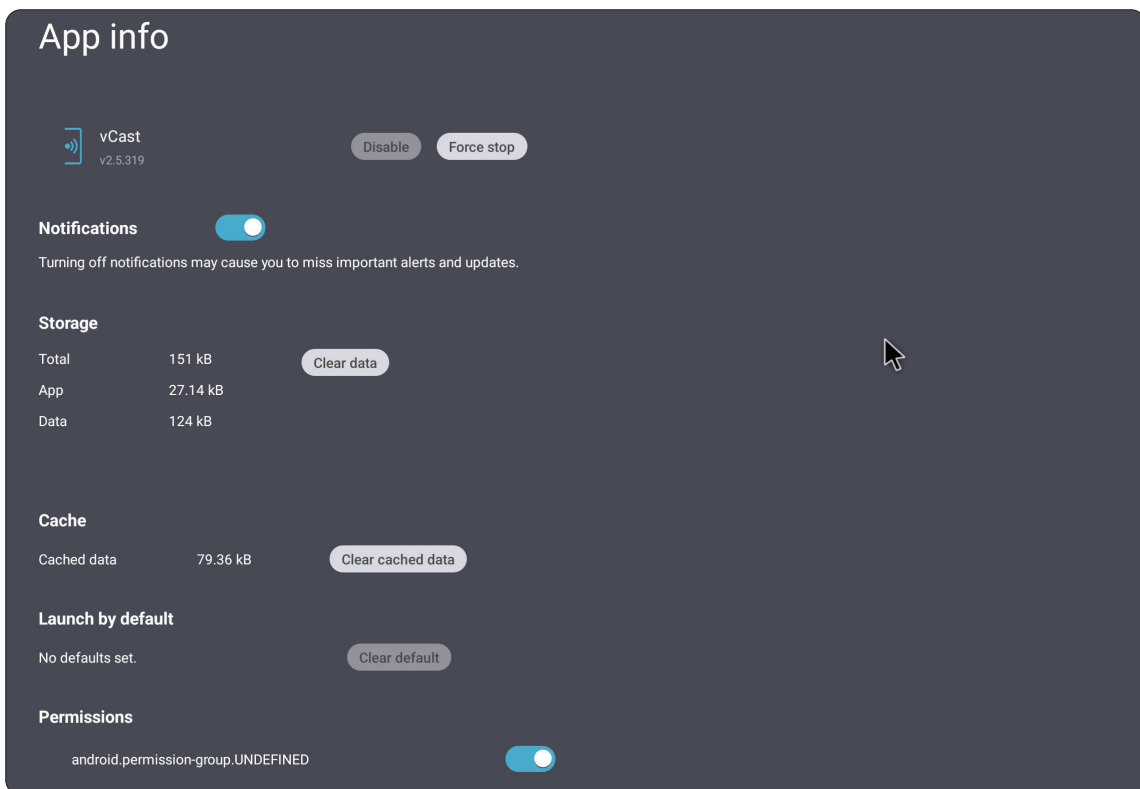 App info
vCast
v2.5.319
Disable
Force stop
Notifications
Turning off notifications may cause you to miss important alerts and updates.
Storage
Total 151 kB Clear data
App 27.14 kB
Data 124 kB
Cache
Cached data 79.36 kB Clear cached data
Launch by default
No defaults set. Clear default
Permissions
android.permission-group.UNDEFINED